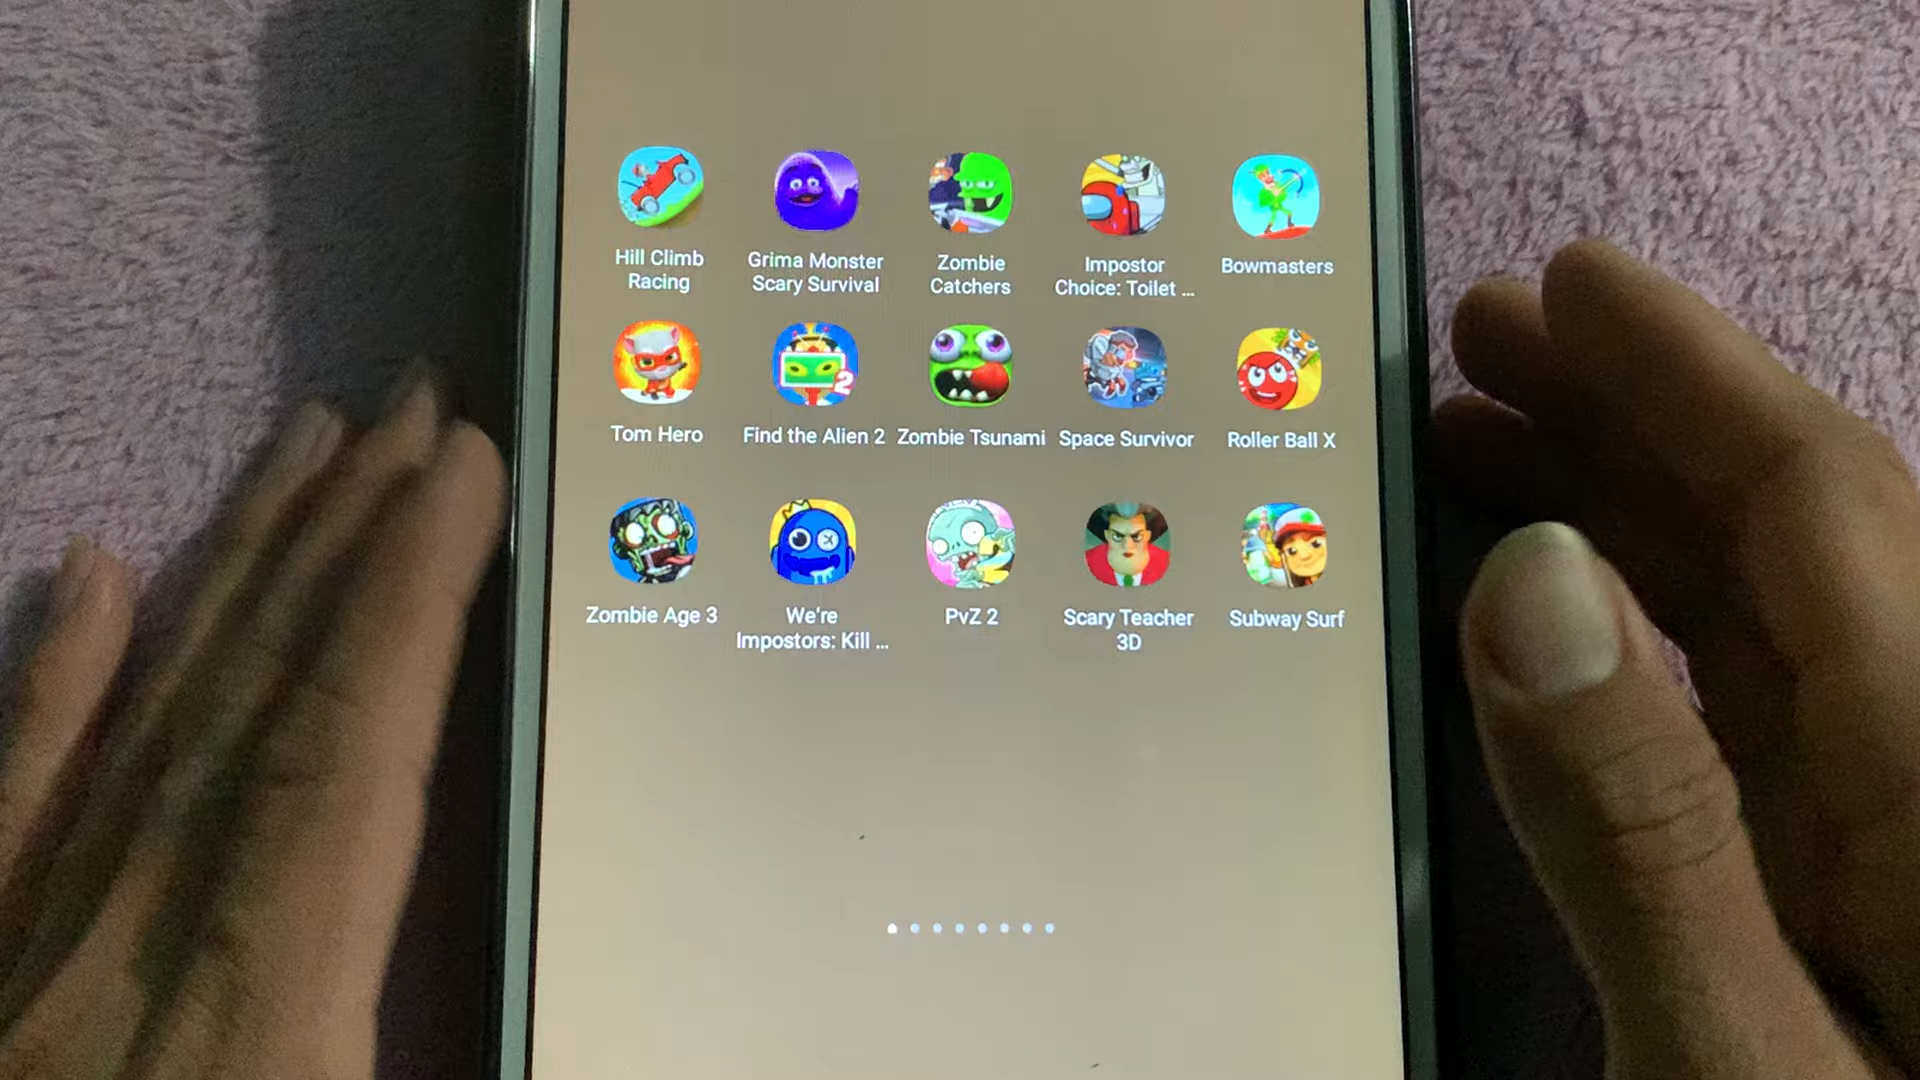 Hill Climb
Racing
Grima Monster
Scary Survival
Zombie
Catchers
Impostor
Choice: Toilet ...
Bowmasters
Tom Hero
2
Find the Alien 2
Zombie Tsunami
Space Survivor
Roller Ball X
Zombie Age 3
We're
Impostors: Kill ...
PvZ 2
Scary Teacher
3D
Subway Surf